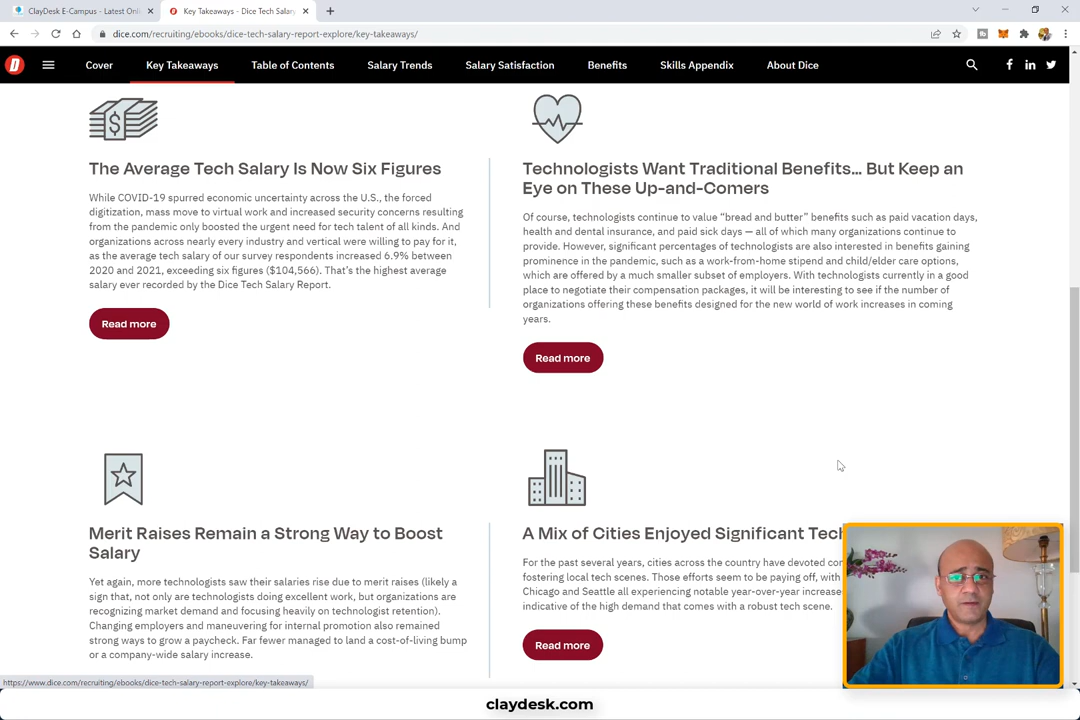 ClayDesk E-Campus - Latest Onli
Key Takeaways - Dice Tech Salary
dice.com/recruiting/ebooks/dice-tech-salary-report-explore/key-takeaways/
D
Cover
Key Takeaways
Table of Contents
Salary Trends
Salary Satisfaction
Benefits
Skills Appendix
About Dice
The Average Tech Salary Is Now Six Figures
While COVID-19 spurred economic uncertainty across the U.S., the forced
digitization, mass move to virtual work and increased security concerns resulting
from the pandemic only boosted the urgent need for tech talent of all kinds. And
organizations across nearly every industry and vertical were willing to pay for it,
as the average tech salary of our survey respondents increased 6.9% between
2020 and 2021, exceeding six figures ($104,566). That's the highest average
salary ever recorded by the Dice Tech Salary Report.
Read more
Technologists Want Traditional Benefits... But Keep an
Eye on These Up-and-Comers
Of course, technologists continue to value “bread and butter” benefits such as paid vacation days,
health and dental insurance, and paid sick days — all of which many organizations continue to
provide. However, significant percentages of technologists are also interested in benefits gaining
prominence in the pandemic, such as a work-from-home stipend and child/elder care options,
which are offered by a much smaller subset of employers. With technologists currently in a good
place to negotiate their compensation packages, it will be interesting to see if the number of
organizations offering these benefits designed for the new world of work increases in coming
years.
Read more
Merit Raises Remain a Strong Way to Boost
Salary
Yet again, more technologists saw their salaries rise due to merit raises (likely a
sign that, not only are technologists doing excellent work, but organizations are
recognizing market demand and focusing heavily on technologist retention).
Changing employers and maneuvering for internal promotion also remained
strong ways to grow a paycheck. Far fewer managed to land a cost-of-living bump
or a company-wide salary increase.
A Mix of Cities Enjoyed Significant Tech
For the past several years, cities across the country have devoted con
fostering local tech scenes. Those efforts seem to be paying off, with
Chicago and Seattle all experiencing notable year-over-year increase
indicative of the high demand that comes with a robust tech scene.
Read more
https://www.dice.com/recruiting/ebooks/dice-tech-salary-report-explore/key-takeaways/
claydesk.com